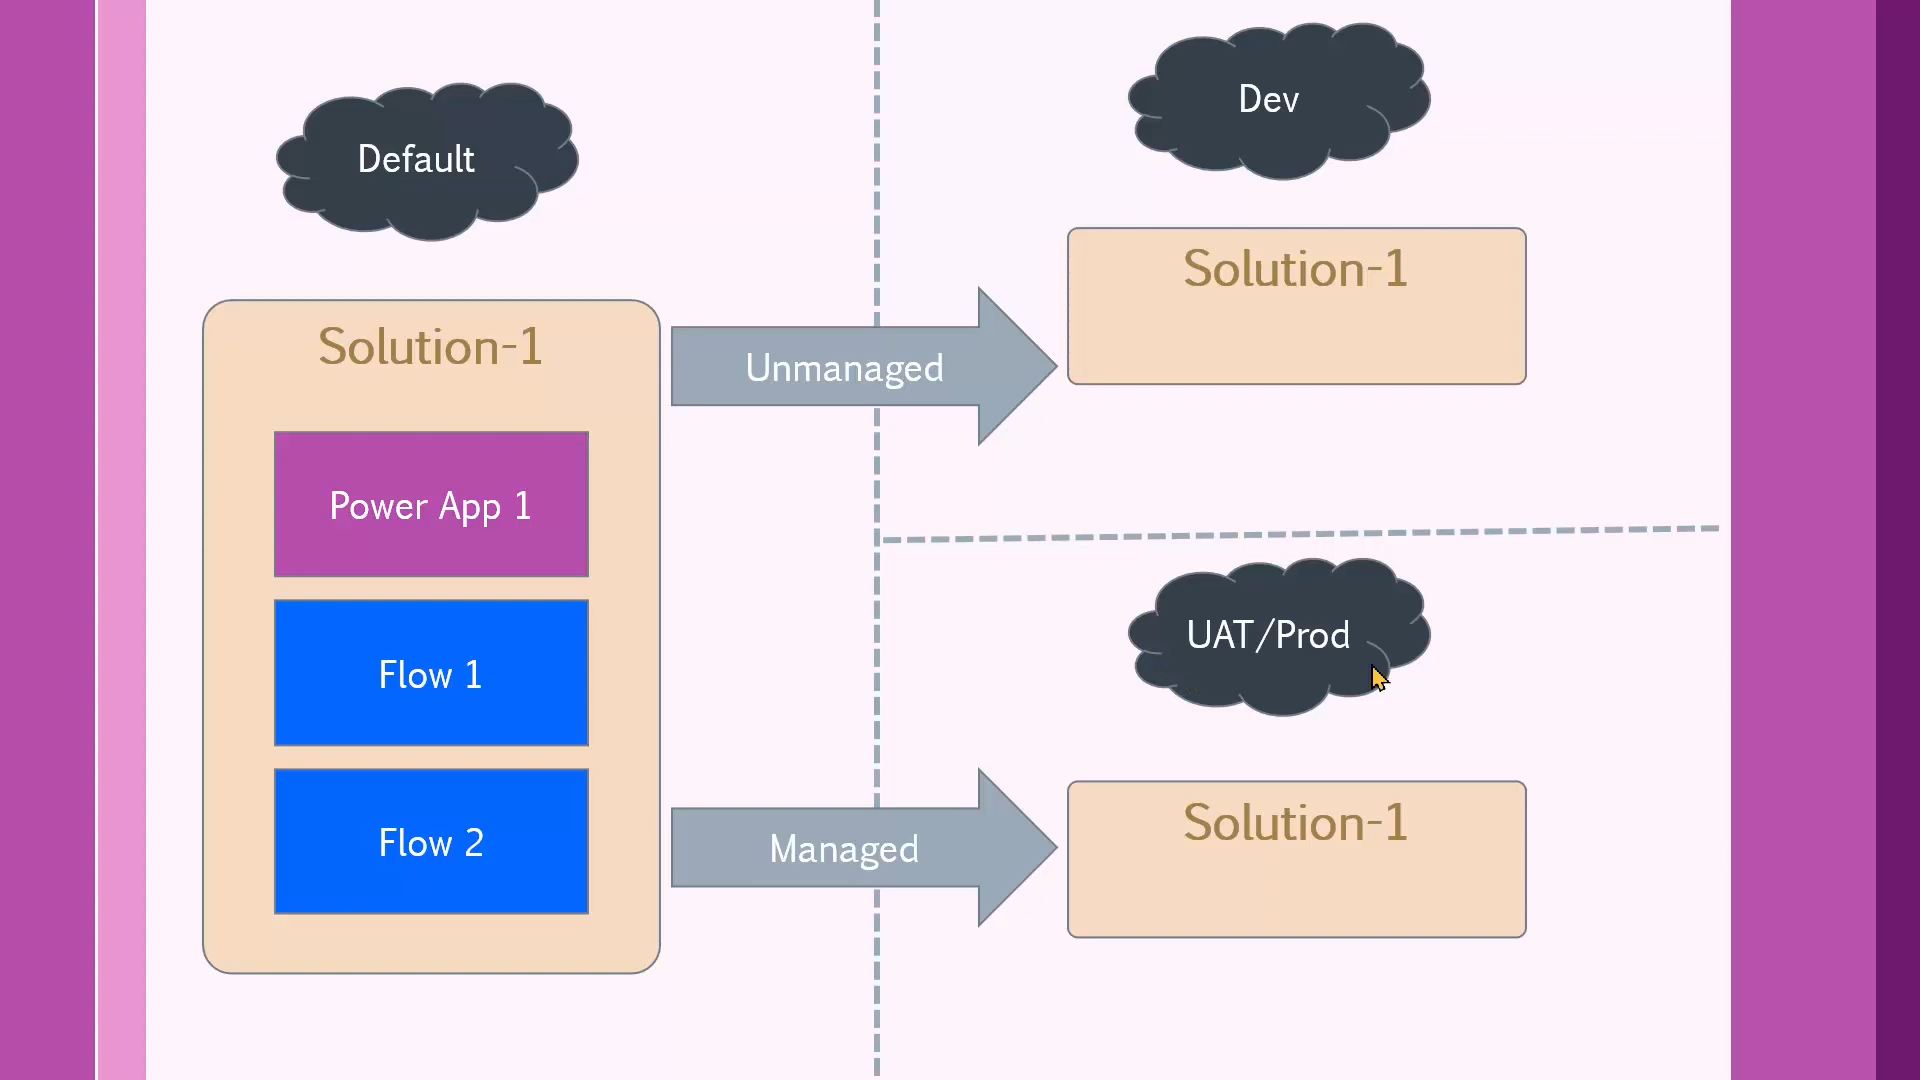 Default
Solution-1
Power App 1
Flow 1
Flow 2
Unmanaged
Managed
Dev
Solution-1
UAT/Prod
Solution-1